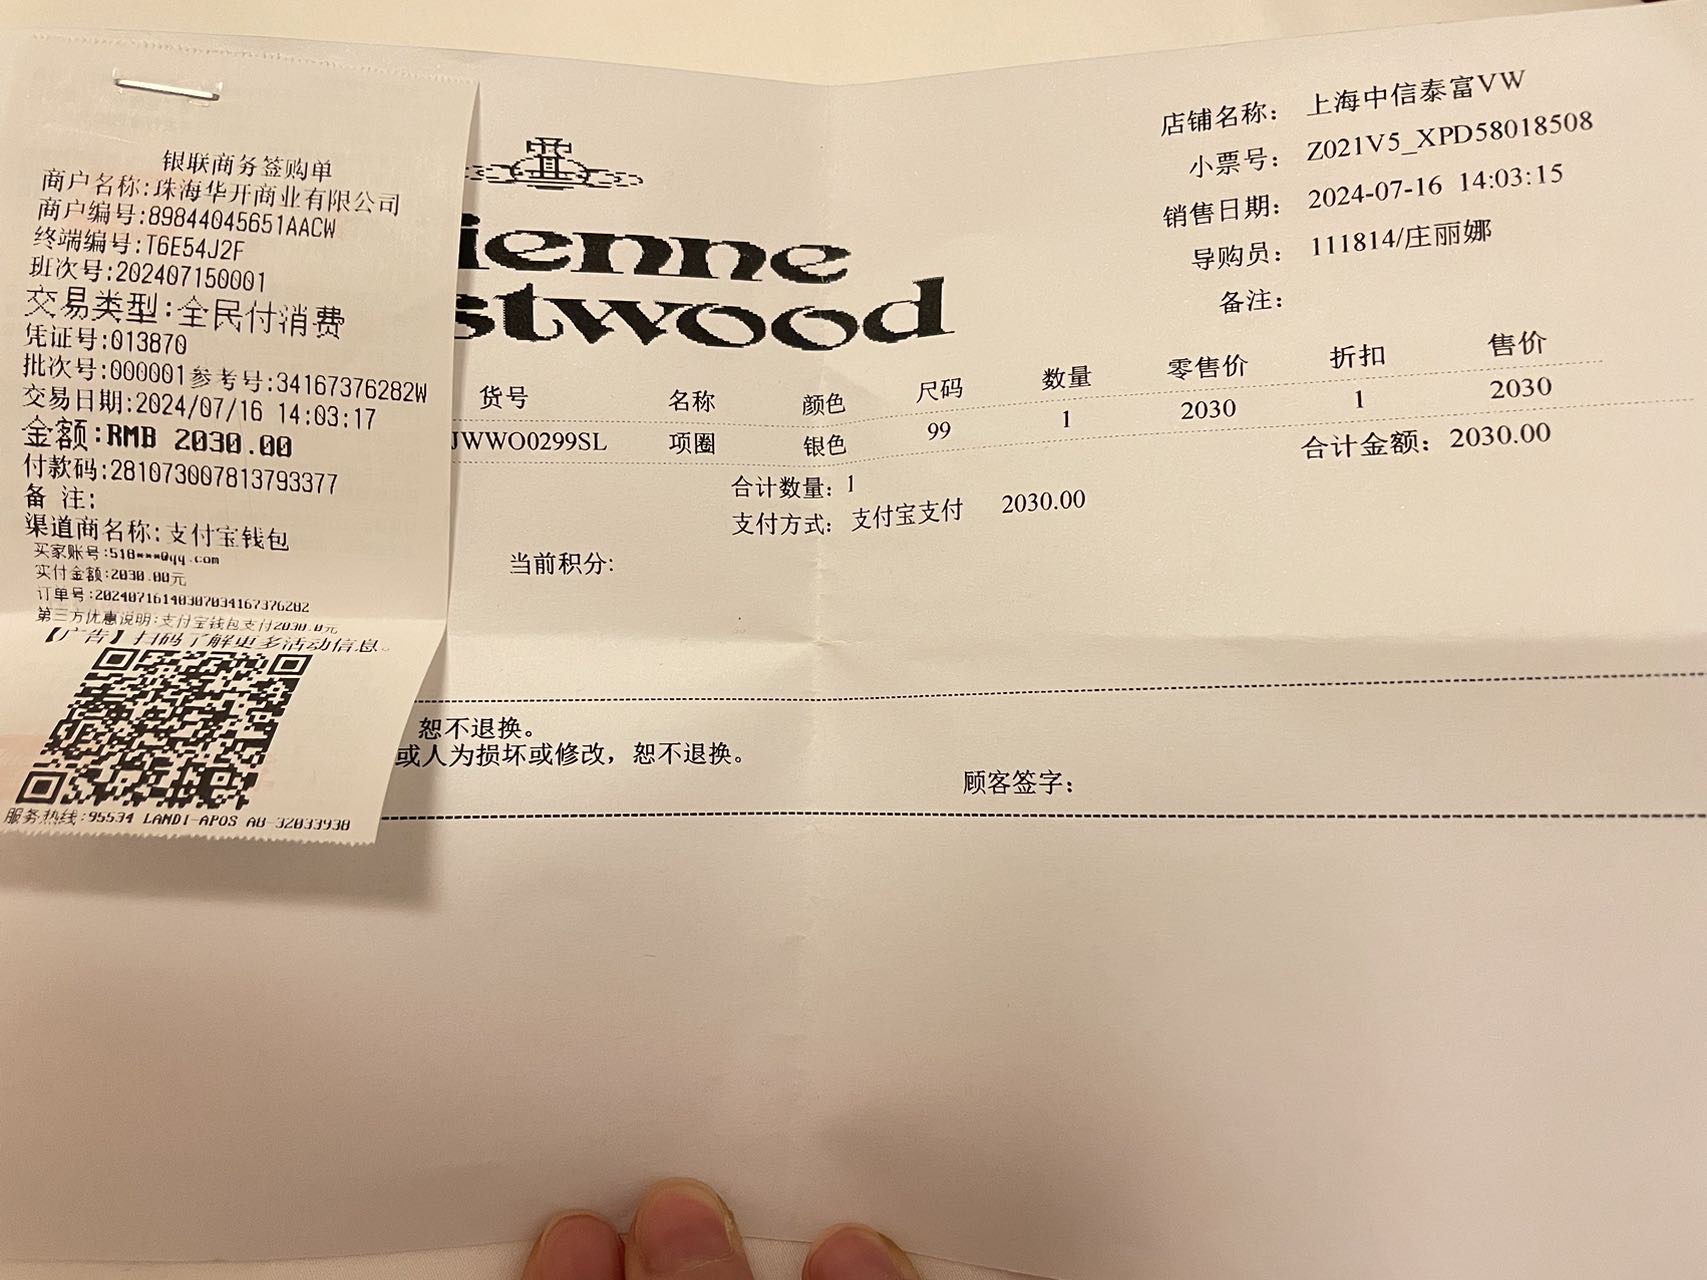 银联商务签购单
商户名称:珠海华开商业有限公司
商户编号:89844045651AACW
终端编号:T6E54J2F
班次号:202407150001
交易类型:全民付消费
凭证号:013870
批次号:000001参考号:34167376282W
交易日期:2024/07/16 14:03:17
金额:RMB 2030.00
付款码:281073007813793377
备 注:
渠道商名称:支付宝钱包
买家账号:518***@qq.com
实付金额:2030.00元
订单号:20240716140307034167376282
第三方优惠说明:支付宝钱包支付2030.0元
【广告】扫码了解更多活动信息。
服务热线:95534 LANDI-APOS A8-32033930
ienne
stwood
店铺名称: 上海中信泰富VW
小票号: Z021V5_XPD58018508
销售日期: 2024-07-16 14:03:15
导购员: 111814/庄丽娜
备注:
货号 名称 颜色 尺码 数量 零售价 折扣 售价
JWWO0299SL 项圈 银色 99 1 2030 1 2030
合计数量: 1 合计金额: 2030.00
支付方式: 支付宝支付 2030.00
当前积分:
恕不退换。
或人为损坏或修改，恕不退换。
顾客签字: